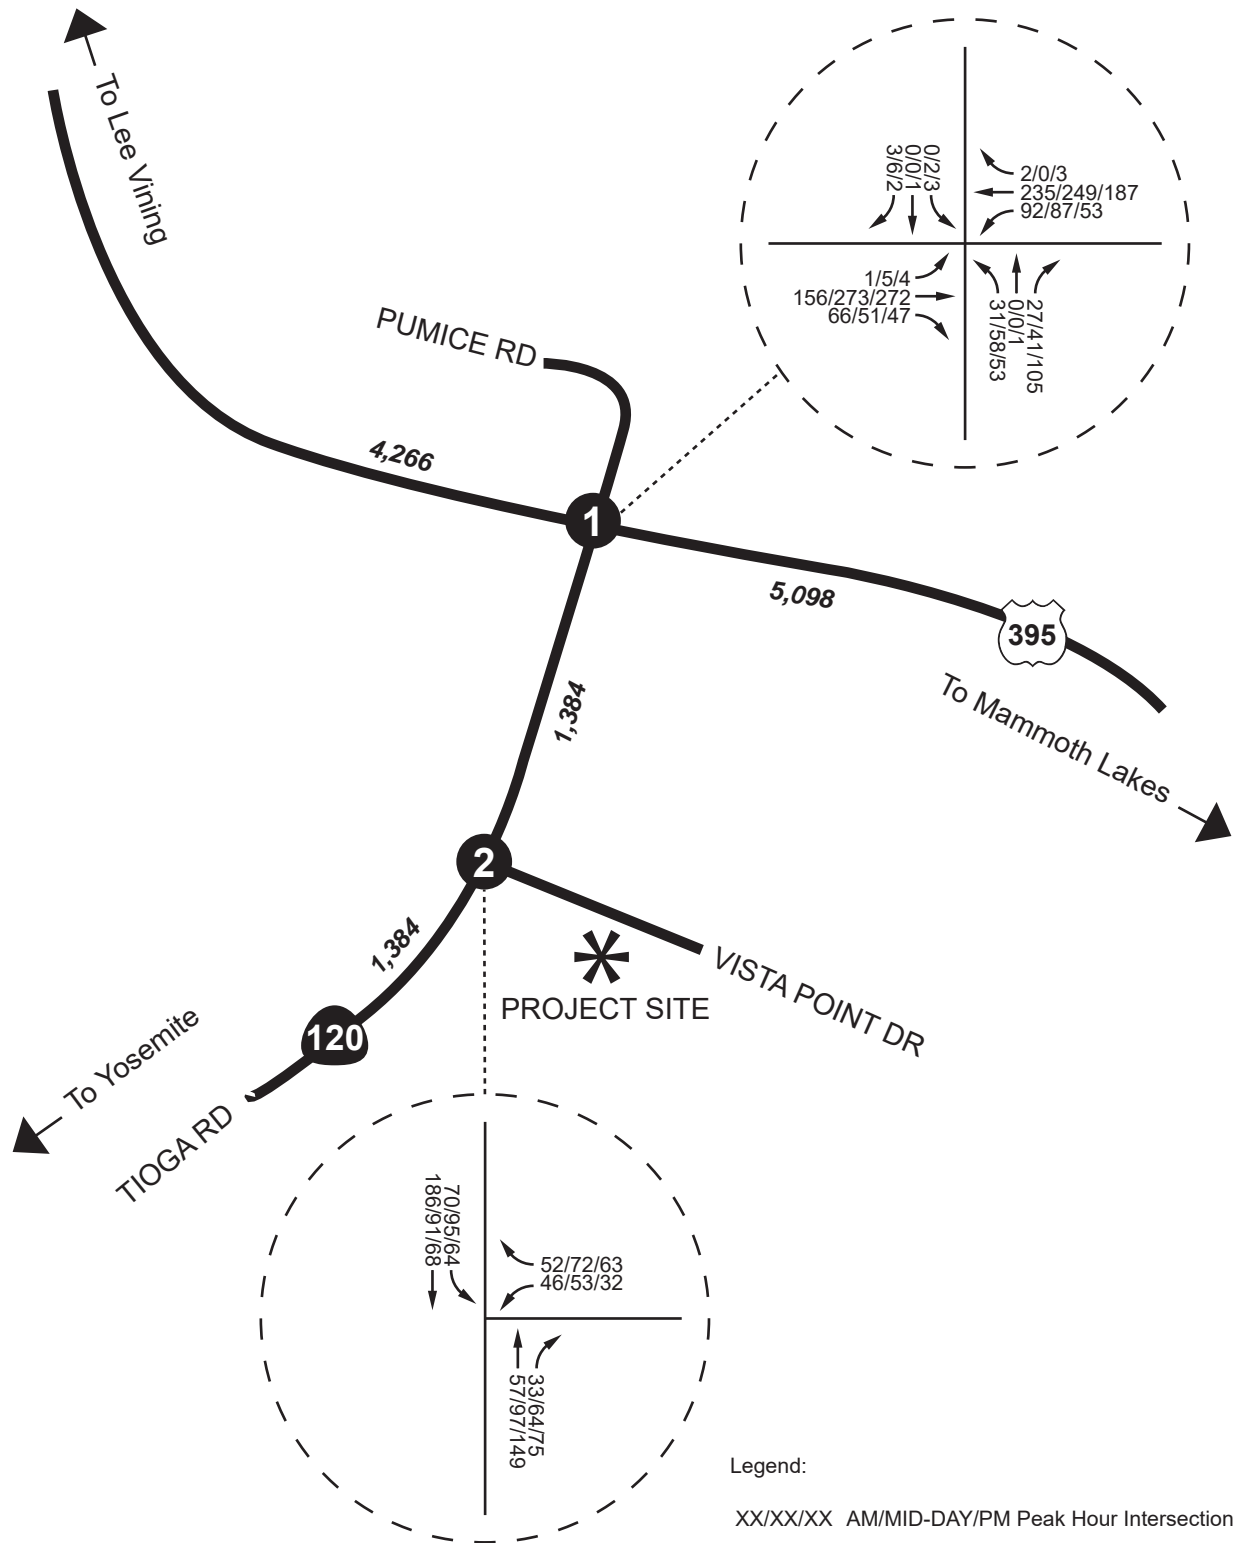 To Lee Vining
0/2/3
0/0/1
3/6/2
2/0/3
235/249/187
92/87/53
1/5/4
156/273/272
66/51/47
27/41/105
0/0/1
31/58/53
PUMICE RD
4,266
1
5,098
395
To Mammoth Lakes
1,384
2
1,384
VISTA POINT DR
PROJECT SITE
120
To Yosemite
TIOGA RD
70/95/64
186/91/68
52/72/63
46/53/32
33/64/75
57/97/149
Legend:
XX/XX/XX AM/MID-DAY/PM Peak Hour Intersection